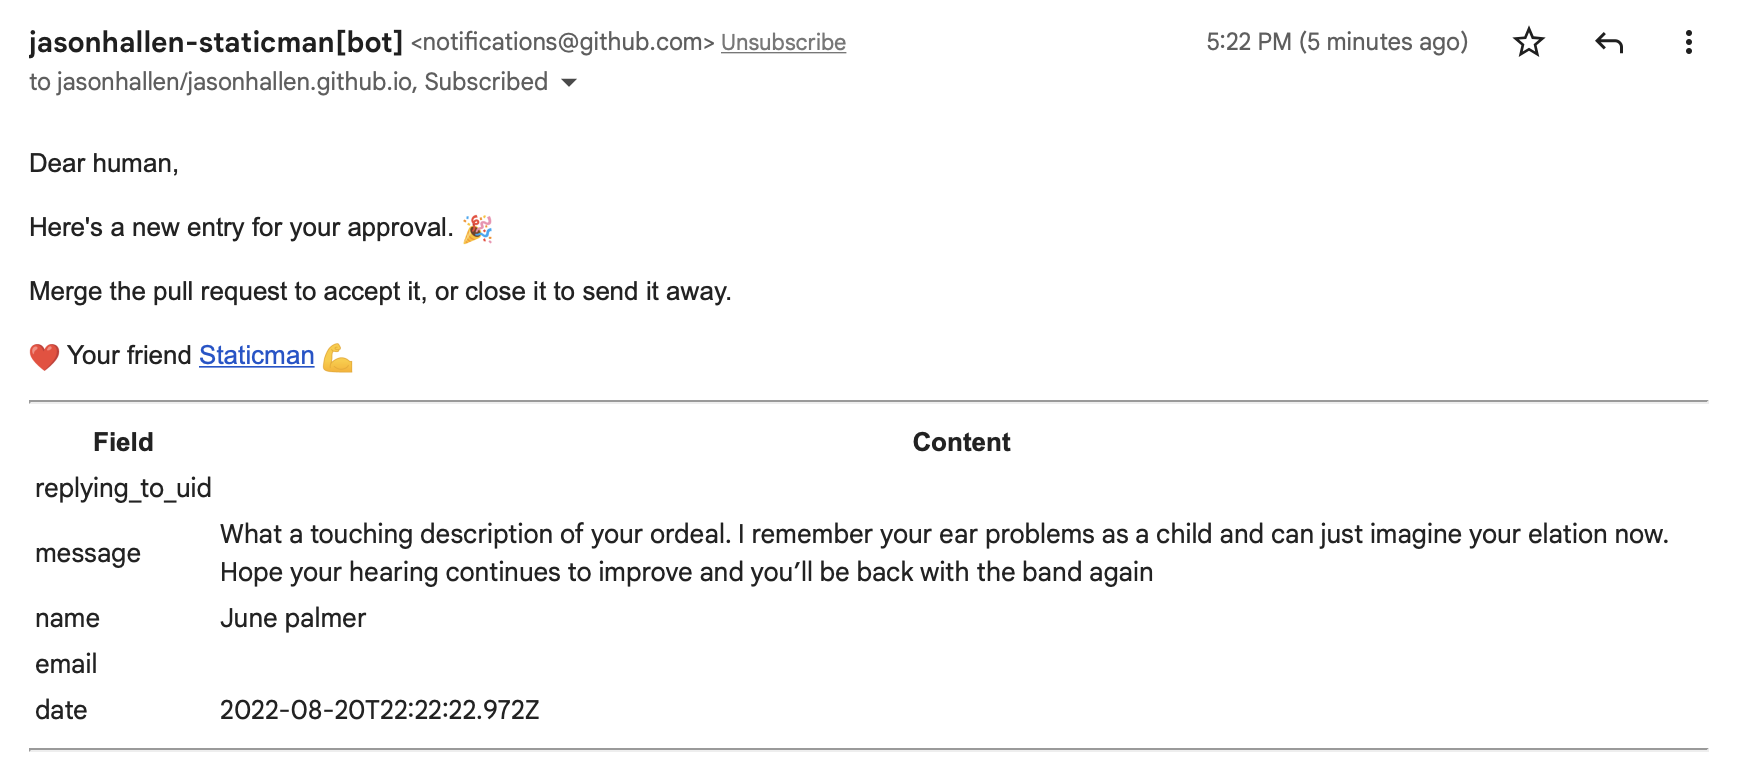 jasonhallen-staticman[bot] <notifications@github.com> Unsubscribe 5:22 PM (5 minutes ago)
to jasonhallen/jasonhallen.github.io, Subscribed
Dear human,
Here's a new entry for your approval. 🎉
Merge the pull request to accept it, or close it to send it away.
❤️ Your friend Staticman 💪
Field Content
replying_to_uid
message What a touching description of your ordeal. I remember your ear problems as a child and can just imagine your elation now.
Hope your hearing continues to improve and you’ll be back with the band again
name June palmer
email
date 2022-08-20T22:22:22.972Z